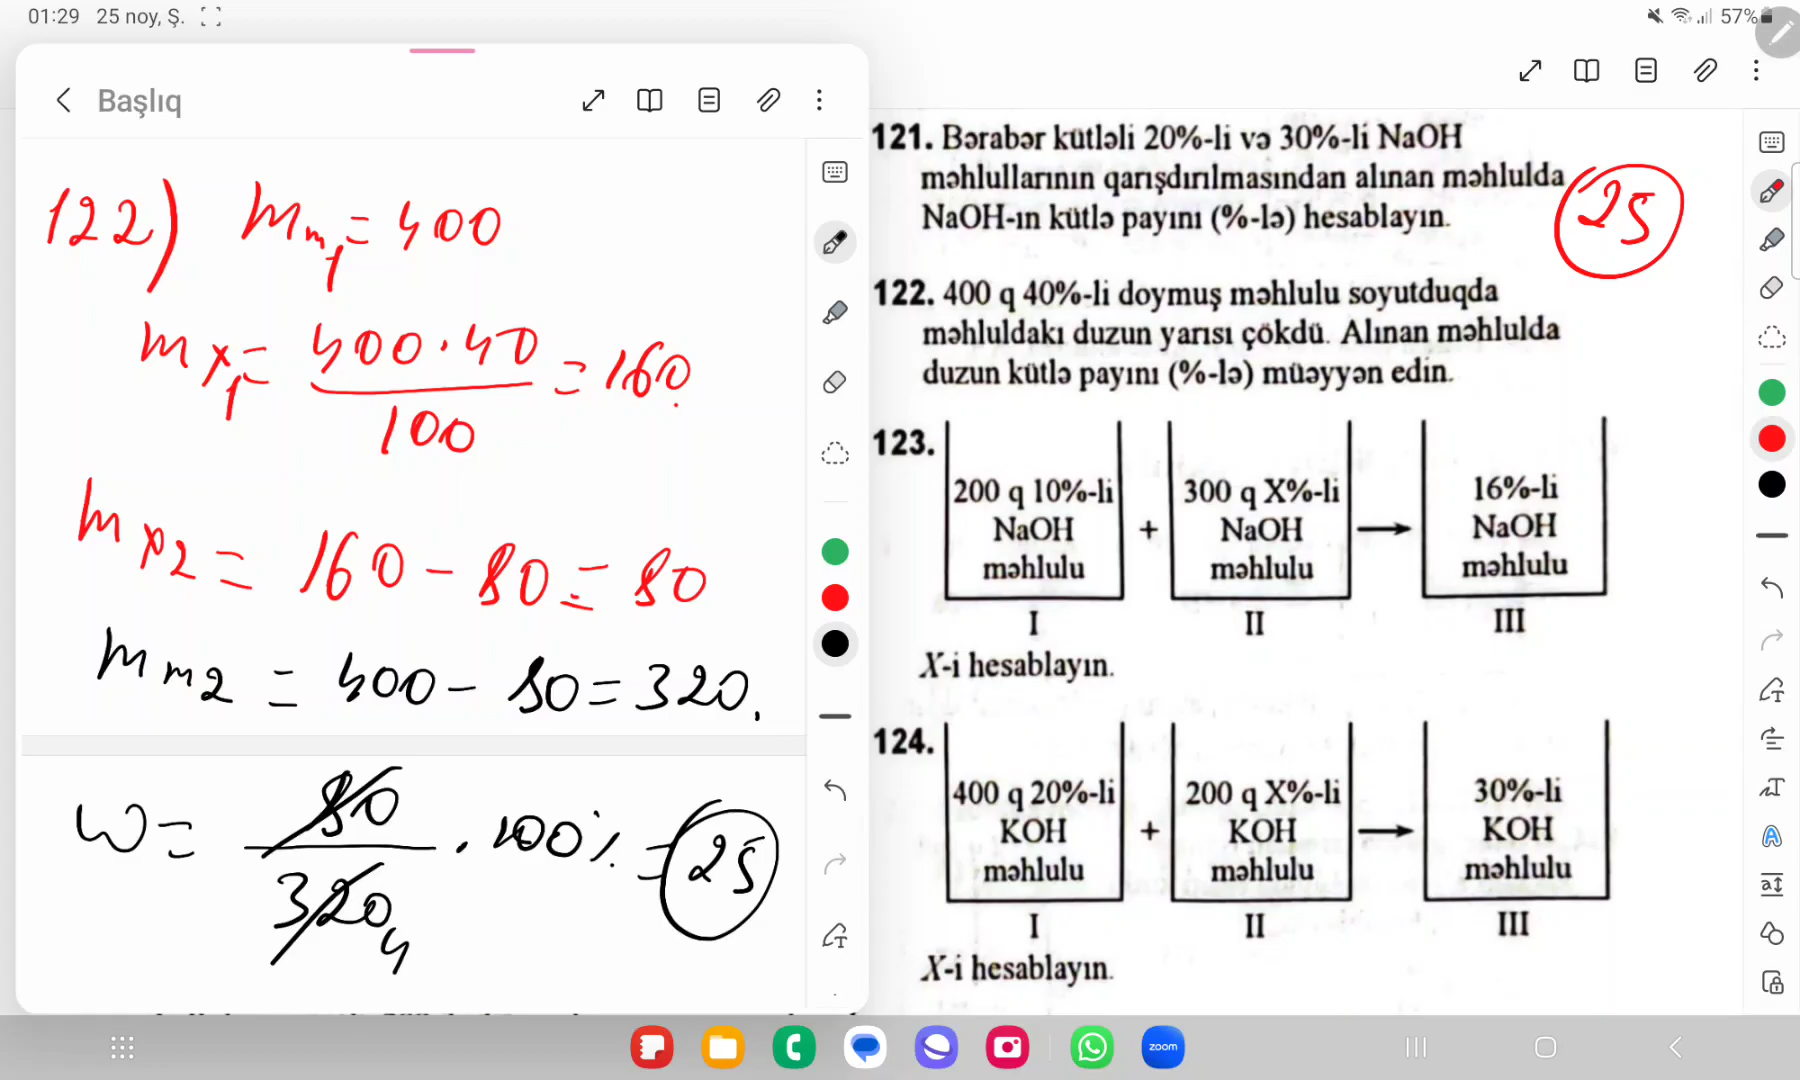 01:29 25 noy, Ş.
57%
Başlıq
122) Mm1 = 400
mx1 = 400·40 / 100 = 160.
mx2 = 160 - 80 = 80
mm2 = 400 - 80 = 320.
ω = 80 / 320 4 . 100% = 25
121. Bərabər kütləli 20%-li və 30%-li NaOH
məhlullarının qarışdırılmasından alınan məhlulda
NaOH-ın kütlə payını (%-lə) hesablayın.
25
122. 400 q 40%-li doymuş məhlulu soyutduqda
məhluldakı duzun yarısı çökdü. Alınan məhlulda
duzun kütlə payını (%-lə) müəyyən edin.
123.
200 q 10%-li
NaOH
məhlulu
I
+
300 q X%-li
NaOH
məhlulu
II
16%-li
NaOH
məhlulu
III
X-i hesablayın.
124.
400 q 20%-li
KOH
məhlulu
I
+
200 q X%-li
KOH
məhlulu
II
30%-li
KOH
məhlulu
III
X-i hesablayın.
zoom